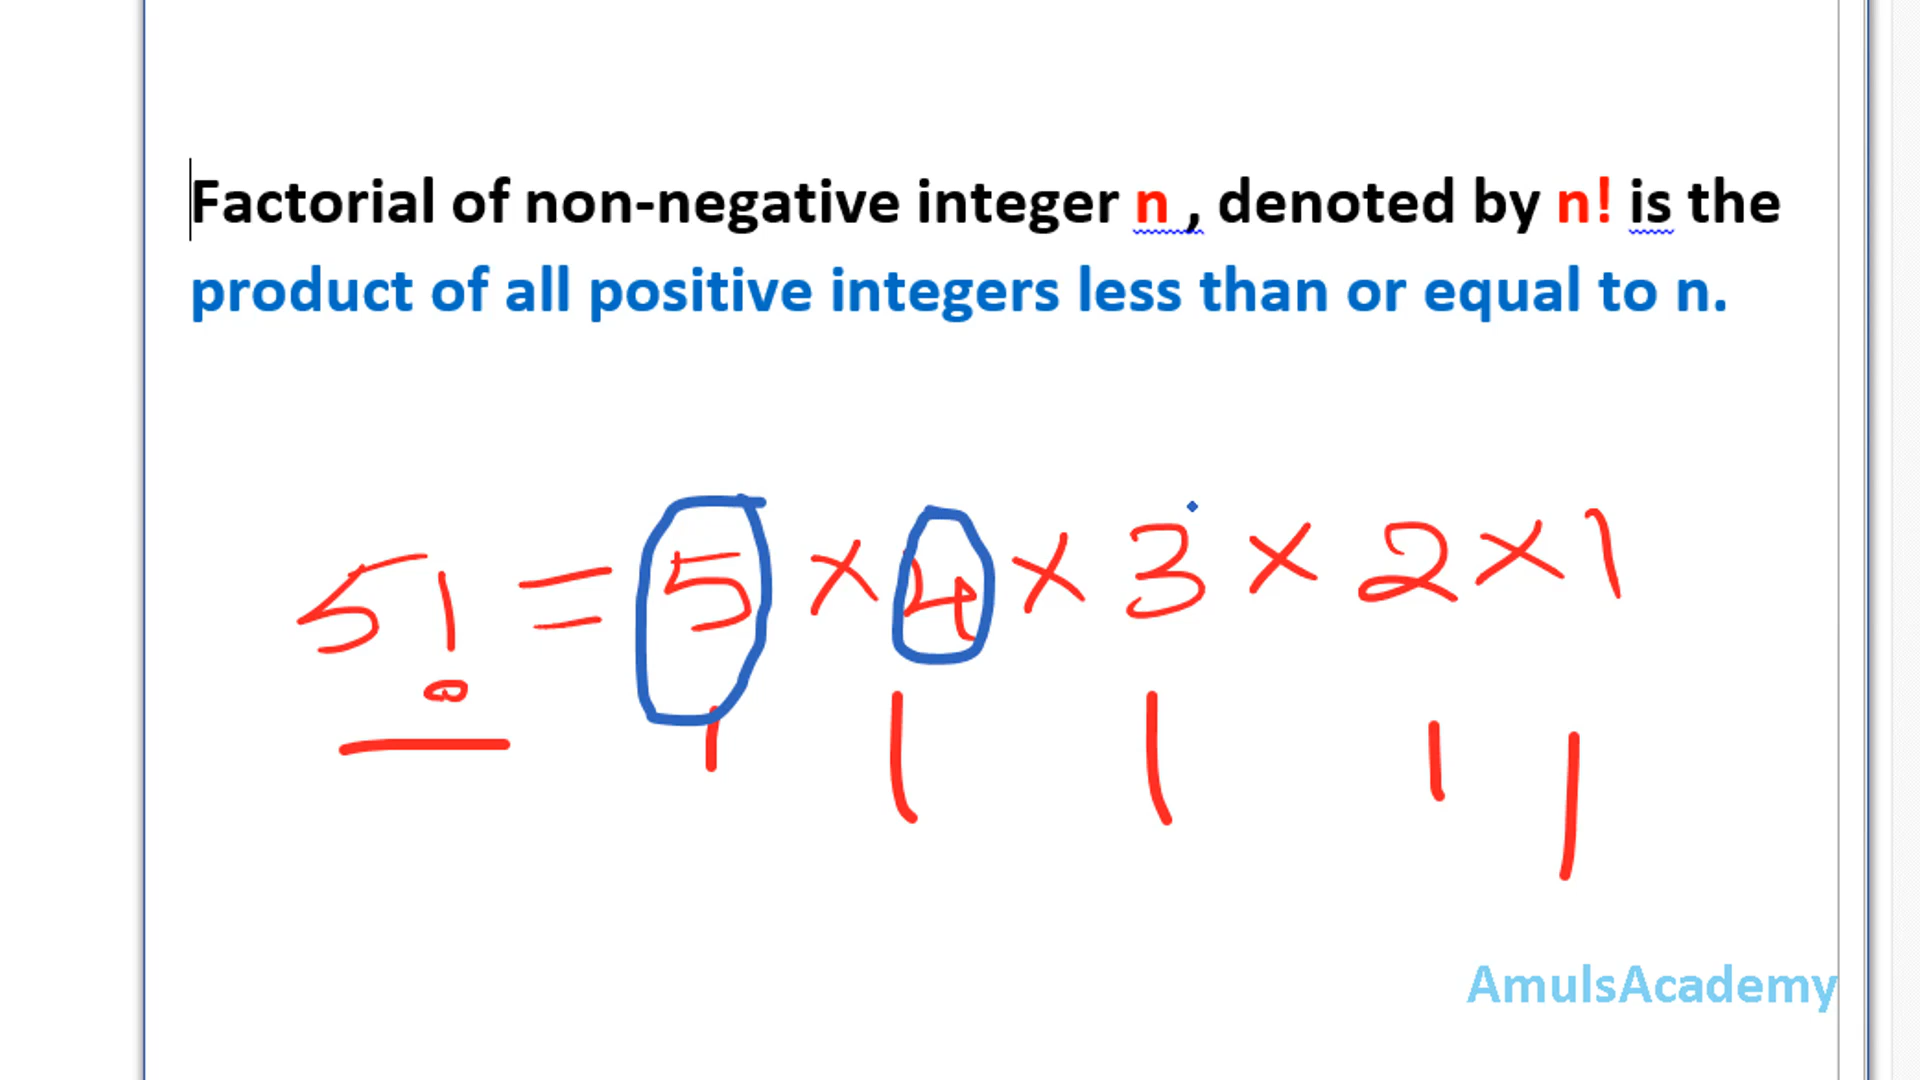 Factorial of non-negative integer n , denoted by n! is the
product of all positive integers less than or equal to n.
5! = 5 × 4 × 3 × 2 × 1
AmulsAcademy